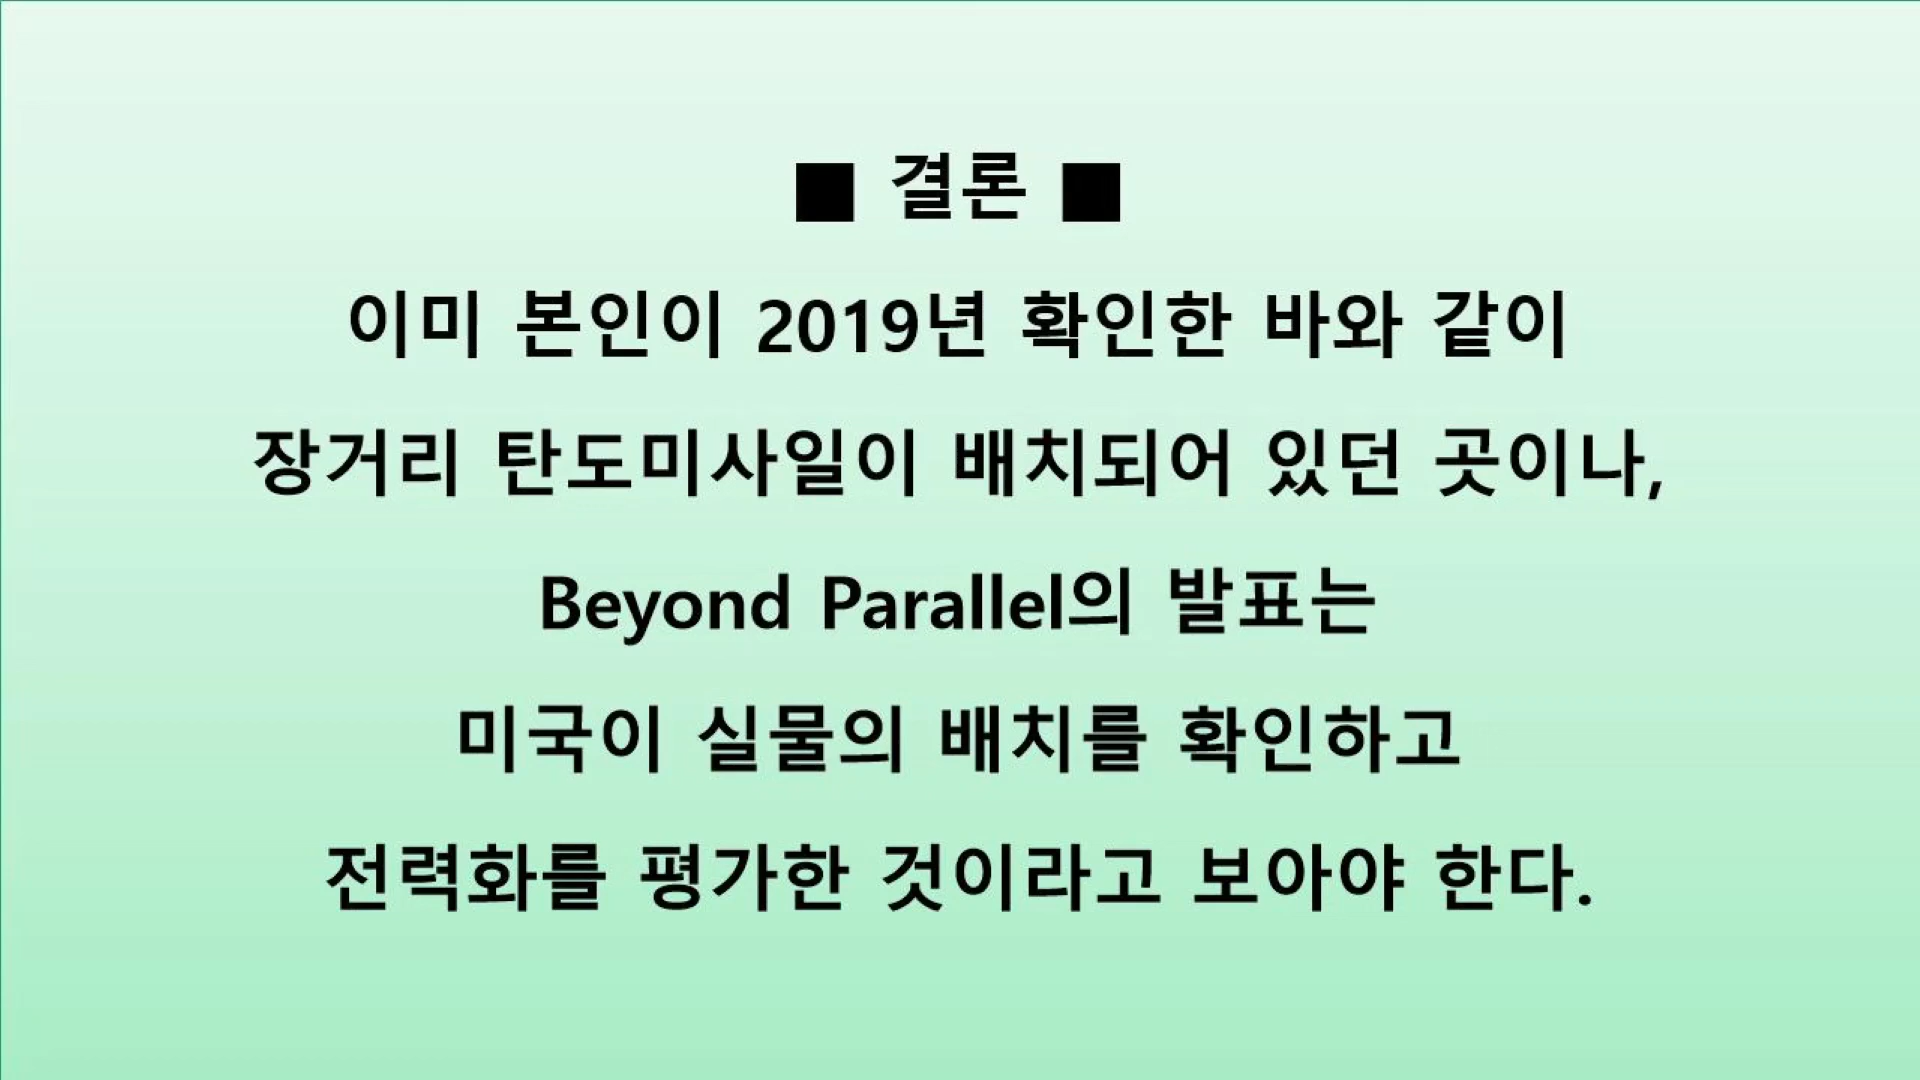 ■ 결론 ■
이미 본인이 2019년 확인한 바와 같이
장거리 탄도미사일이 배치되어 있던 곳이나,
Beyond Parallel의 발표는
미국이 실물의 배치를 확인하고
전력화를 평가한 것이라고 보아야 한다.